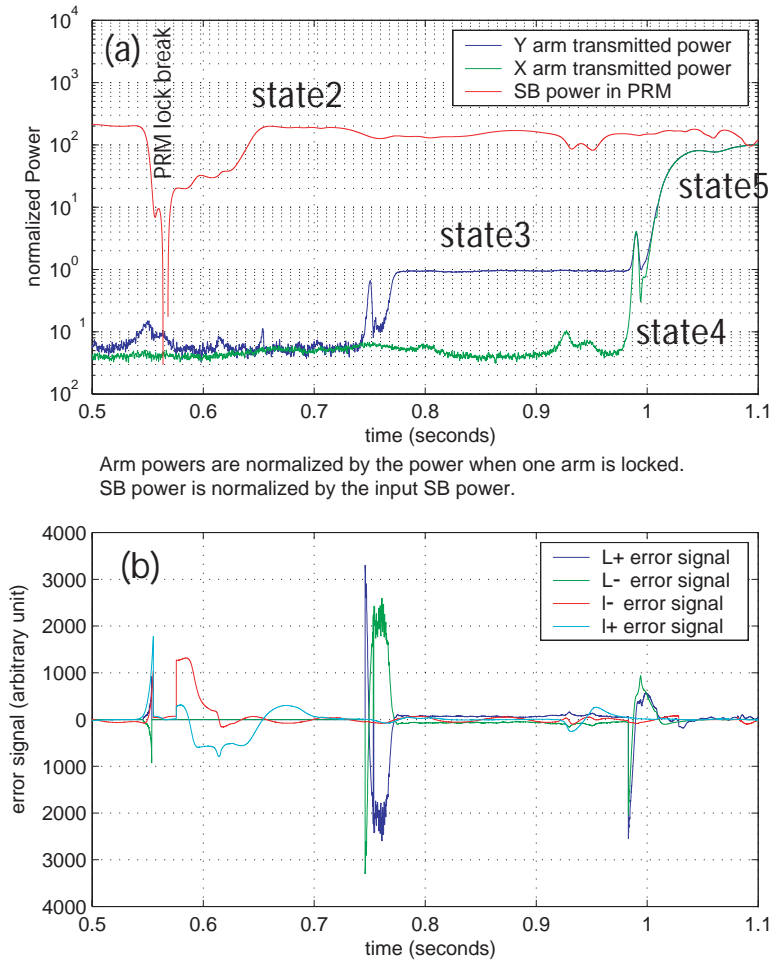 (a)
PRM lock break
state2
Y arm transmitted power
X arm transmitted power
SB power in PRM
state3
state5
state4
normalized Power
10^4
10^3
10^2
10^1
10^0
10^1
10^2
0.5 0.6 0.7 0.8 0.9 1 1.1
time (seconds)
Arm powers are normalized by the power when one arm is locked.
SB power is normalized by the input SB power.
(b)
L+ error signal
L- error signal
l- error signal
l+ error signal
error signal (arbitrary unit)
4000
3000
2000
1000
0
1000
2000
3000
4000
0.5 0.6 0.7 0.8 0.9 1 1.1
time (seconds)